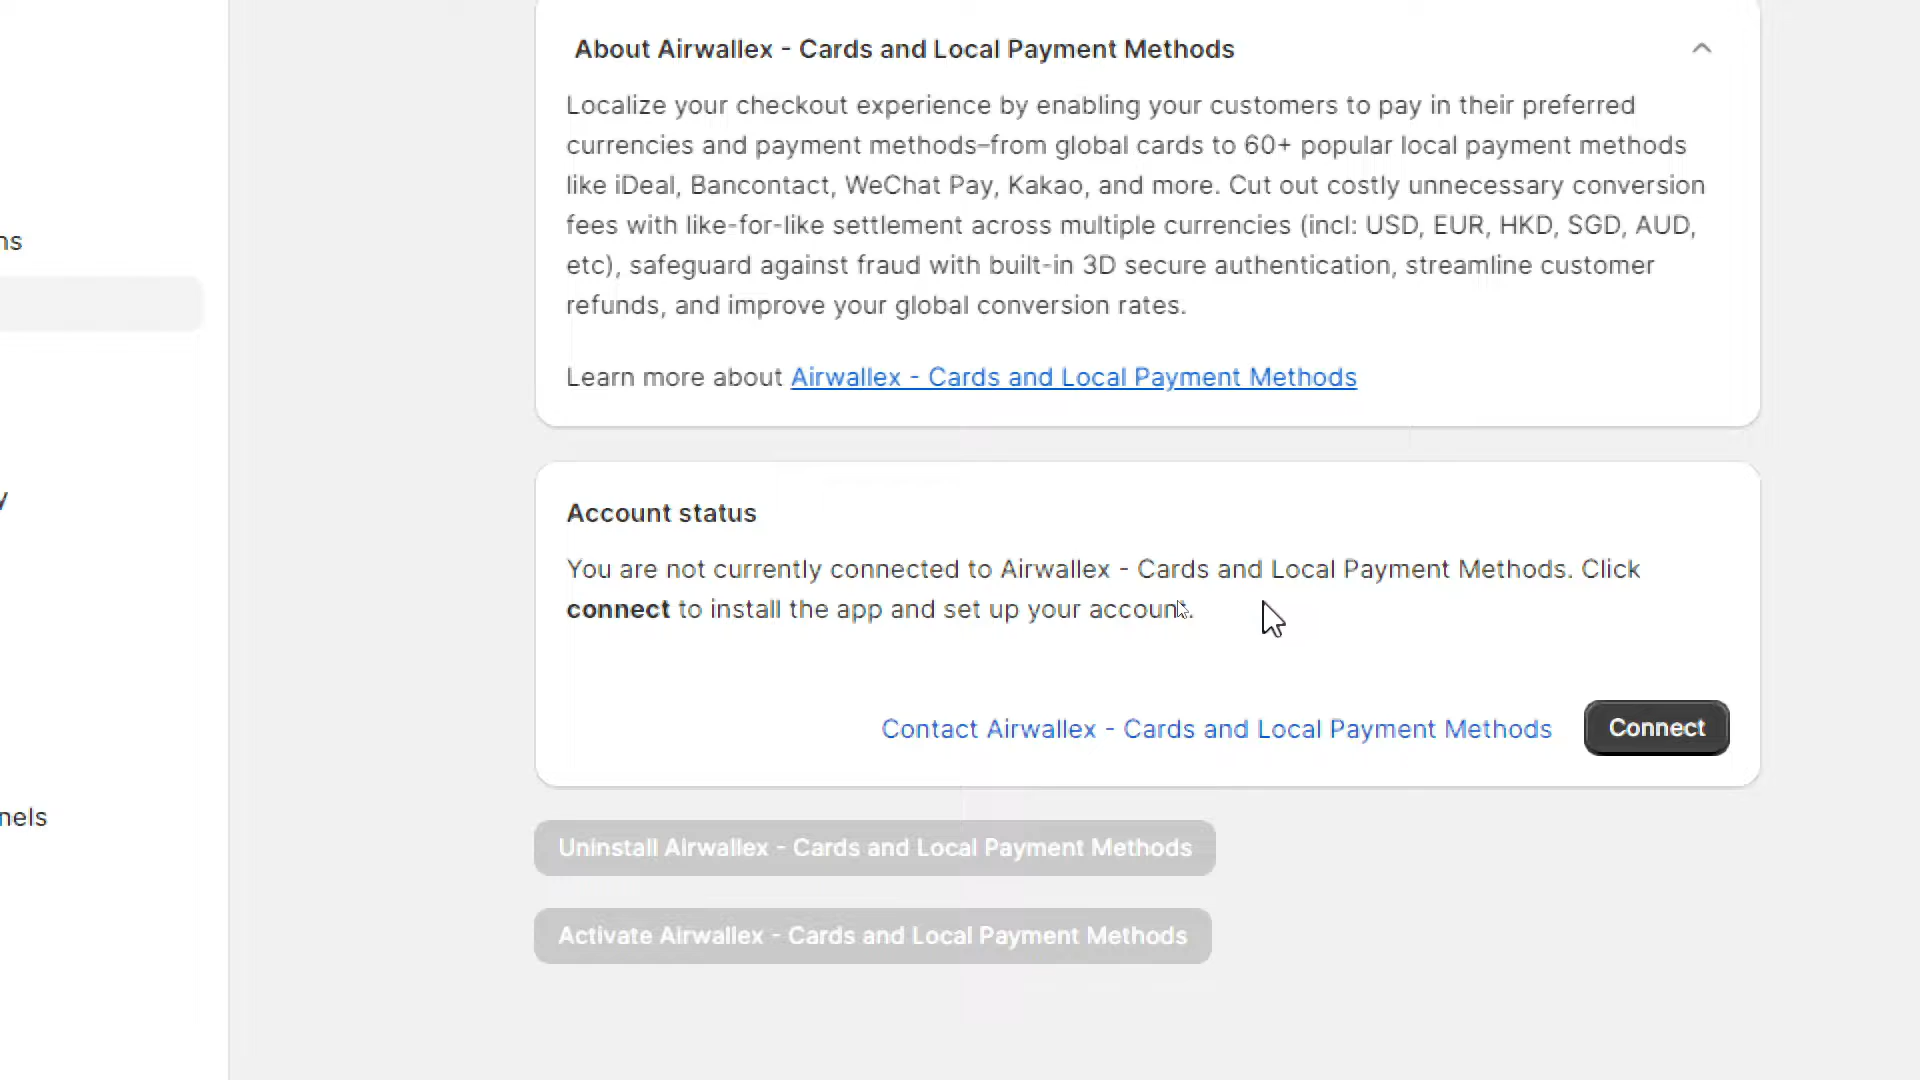 About Airwallex - Cards and Local Payment Methods
Localize your checkout experience by enabling your customers to pay in their preferred
currencies and payment methods–from global cards to 60+ popular local payment methods
like iDeal, Bancontact, WeChat Pay, Kakao, and more. Cut out costly unnecessary conversion
fees with like-for-like settlement across multiple currencies (incl: USD, EUR, HKD, SGD, AUD,
etc), safeguard against fraud with built-in 3D secure authentication, streamline customer
refunds, and improve your global conversion rates.
Learn more about Airwallex - Cards and Local Payment Methods
ns
y
nels
Account status
You are not currently connected to Airwallex - Cards and Local Payment Methods. Click
connect to install the app and set up your account.
Contact Airwallex - Cards and Local Payment Methods
Connect
Uninstall Airwallex - Cards and Local Payment Methods
Activate Airwallex - Cards and Local Payment Methods